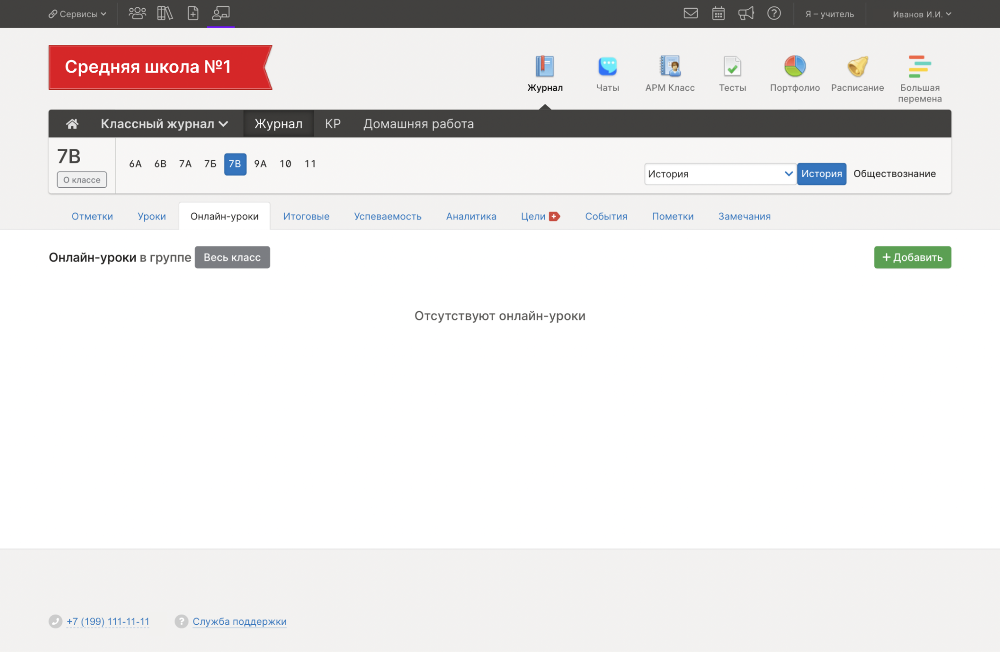 Сервисы
Я – учитель
Иванов И.И.
Средняя школа №1
Журнал
Чаты
АРМ Класс
Тесты
Портфолио
Расписание
Большая
перемена
Классный журнал
Журнал
КР
Домашняя работа
7В
О классе
6А 6В 7А 7Б 7В 9А 10 11
История
История
Обществознание
Отметки
Уроки
Онлайн-уроки
Итоговые
Успеваемость
Аналитика
Цели
События
Пометки
Замечания
Онлайн-уроки в группе Весь класс
+ Добавить
Отсутствуют онлайн-уроки
+7 (199) 111-11-11
Служба поддержки